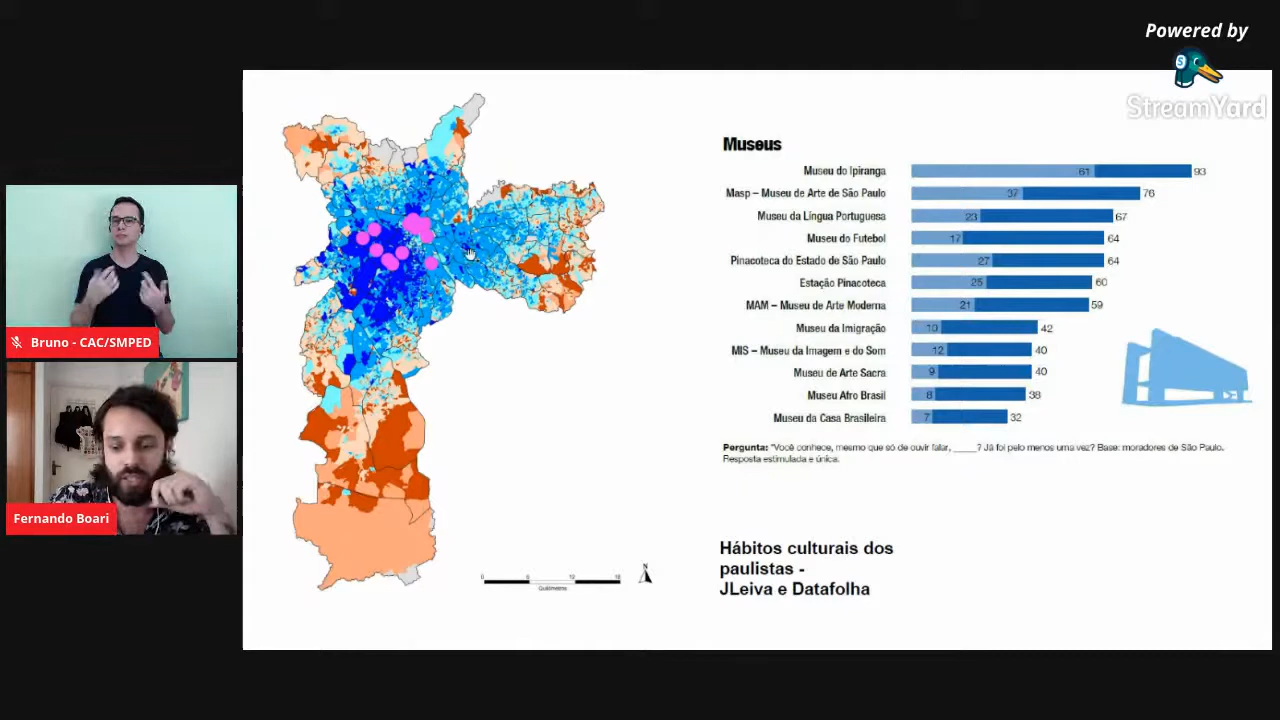 Powered by
StreamYard
Museus
Museu do Ipiranga 61 93
Masp – Museu de Arte de São Paulo 37 76
Museu da Língua Portuguesa 23 67
Museu do Futebol 17 64
Pinacoteca do Estado de São Paulo 27 64
Estação Pinacoteca 25 60
MAM – Museu de Arte Moderna 21 59
Museu da Imigração 10 42
MIS – Museu da Imagem e do Som 12 40
Museu de Arte Sacra 9 40
Museu Afro Brasil 8 38
Museu da Casa Brasileira 7 32
Pergunta: "Você conhece, mesmo que só de ouvir falar, _____? Já foi pelo menos uma vez? Base: moradores de São Paulo.
Resposta estimulada e única.
Bruno - CAC/SMPED
Fernando Boari
Hábitos culturais dos
paulistas -
JLeiva e Datafolha
N
Quilômetros